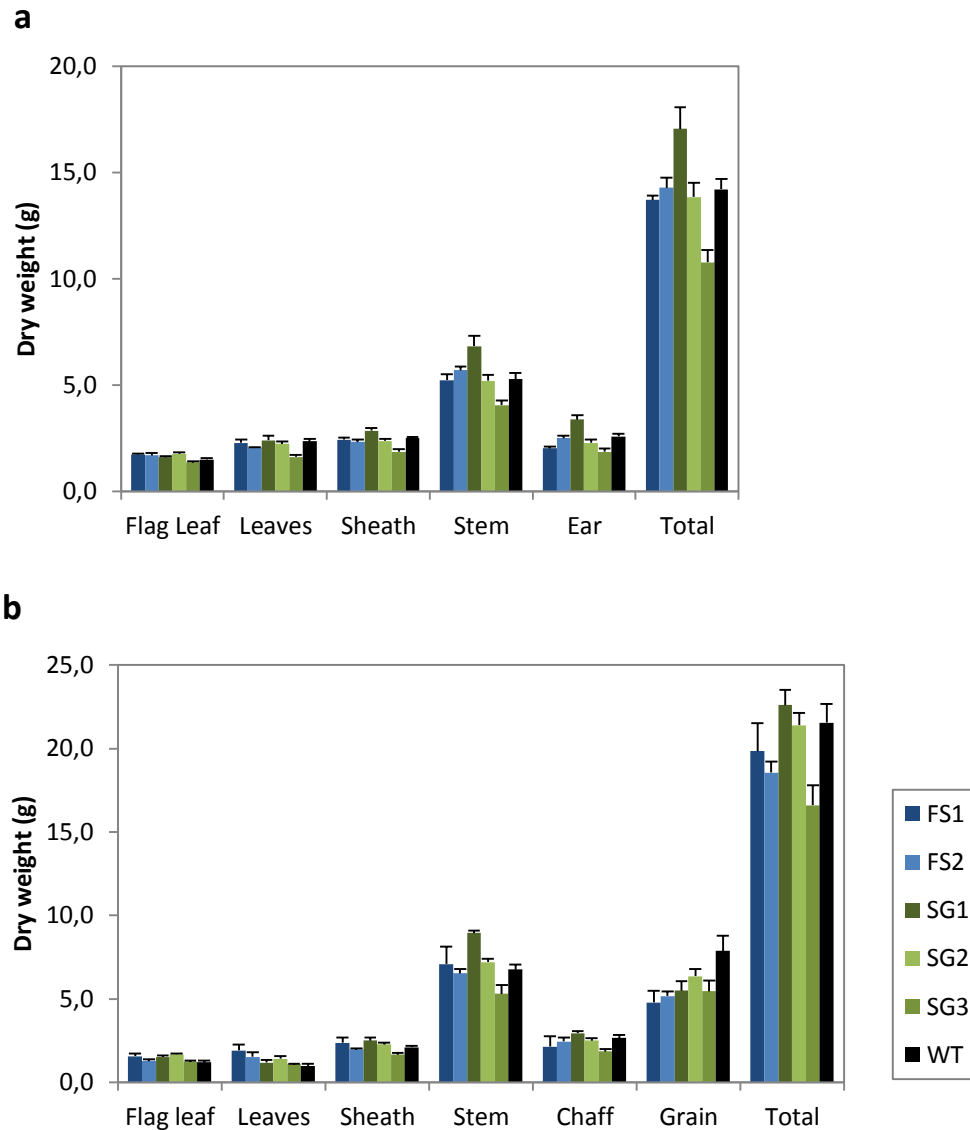 a
20,0
15,0
10,0
5,0
0,0
Dry weight (g)
Flag Leaf Leaves Sheath Stem Ear Total
b
25,0
20,0
15,0
10,0
5,0
0,0
Dry weight (g)
Flag leaf Leaves Sheath Stem Chaff Grain Total
FS1
FS2
SG1
SG2
SG3
WT